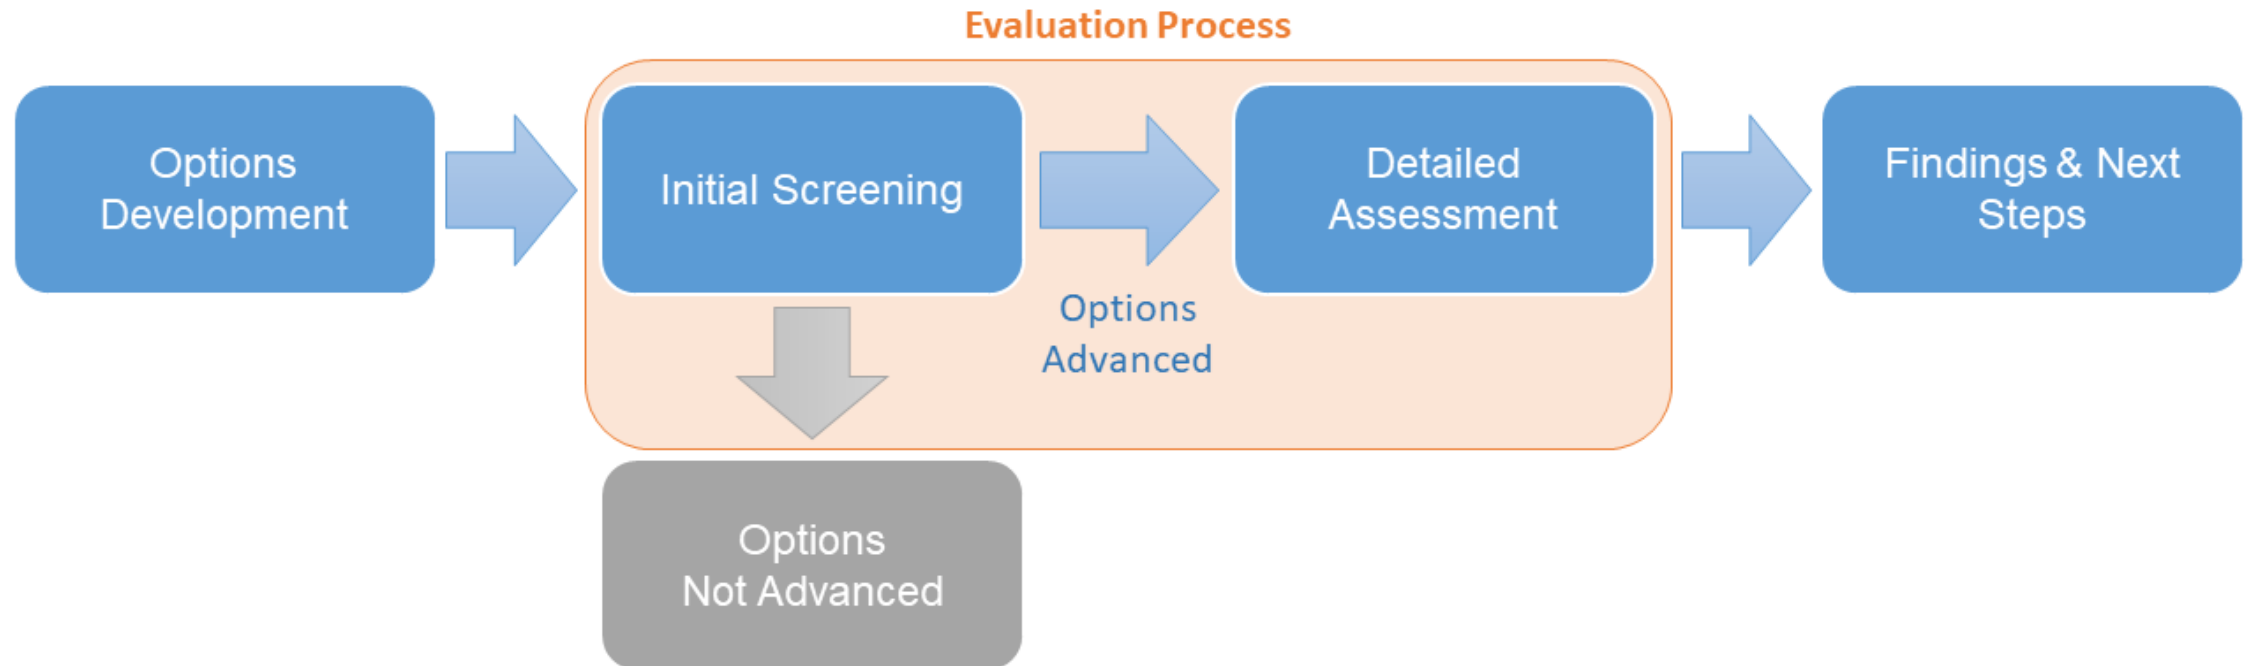 Evaluation Process
Options
Development
Initial Screening
Options
Advanced
Detailed
Assessment
Findings & Next
Steps
Options
Not Advanced